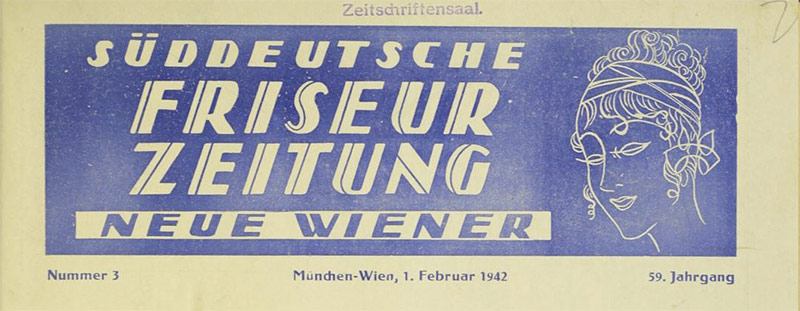 Zeitschriftensaal.
SÜDDEUTSCHE
FRISEUR
ZEITUNG
NEUE WIENER
Nummer 3 München-Wien, 1. Februar 1942 59. Jahrgang